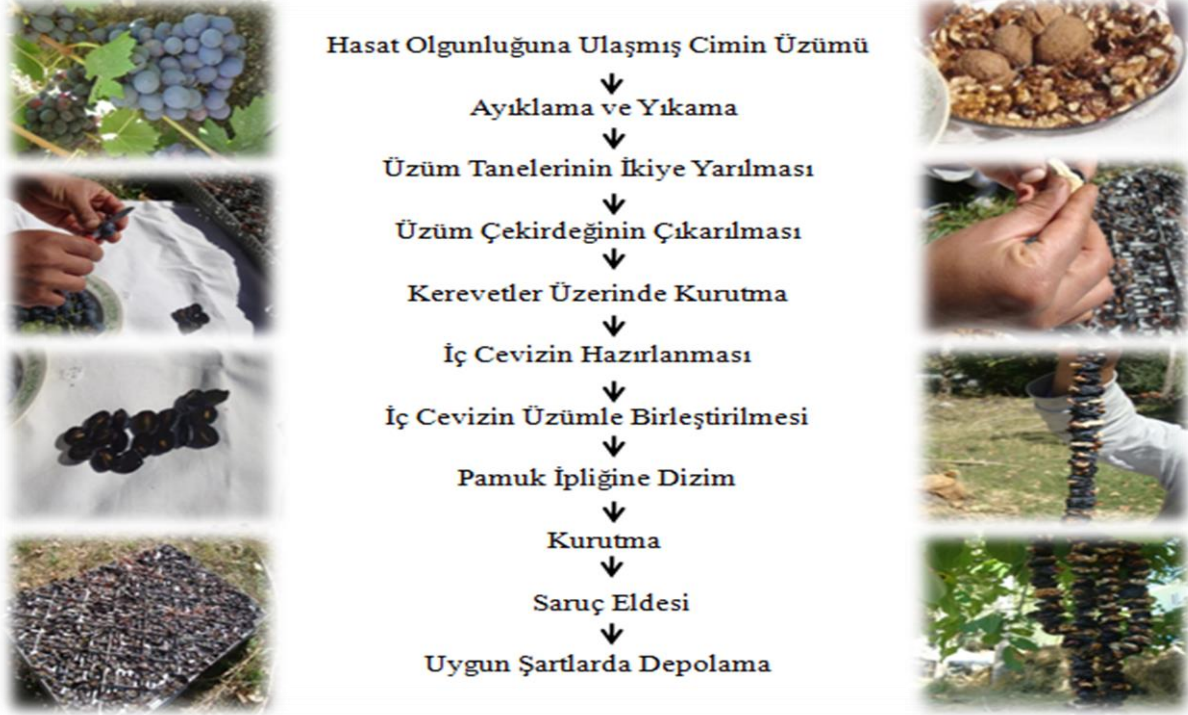 Hasat Olgunluğuna Ulaşmış Cimin Üzümü
Ayıklama ve Yıkama
Üzüm Tanelerinin İkiye Yarılması
Üzüm Çekirdeğinin Çıkarılması
Kerevetler Üzerinde Kurutma
İç Cevizin Hazırlanması
İç Cevizin Üzümle Birleştirilmesi
Pamuk İpliğine Dizim
Kurutma
Saruç Eldesi
Uygun Şartlarda Depolama